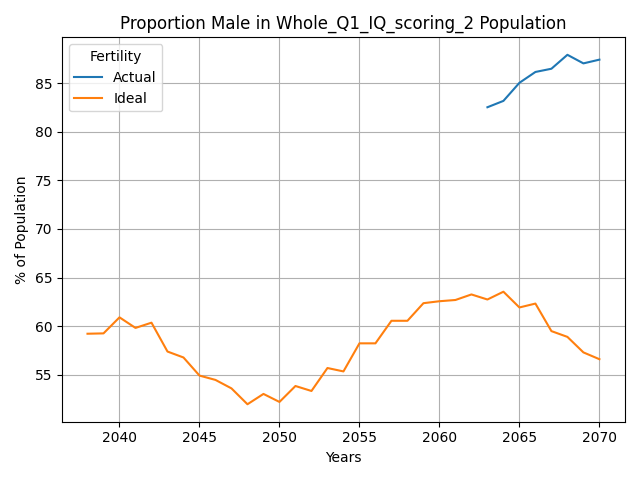 Proportion Male in Whole_Q1_IQ_scoring_2 Population
Fertility
Actual
Ideal
% of Population
85
80
75
70
65
60
55
2040 2045 2050 2055 2060 2065 2070
Years